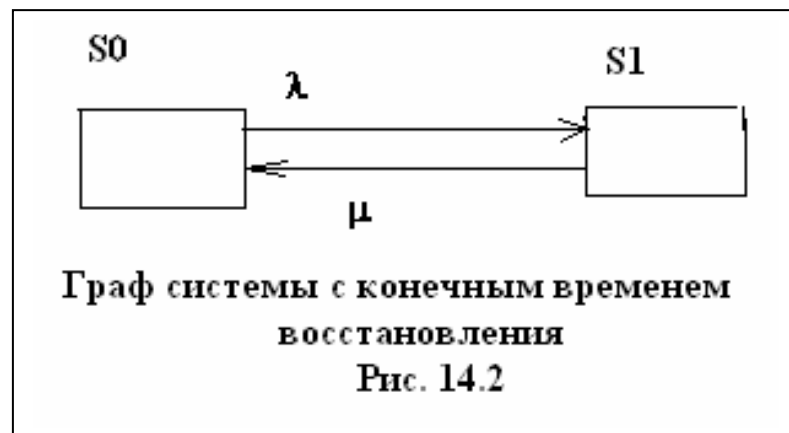 S0
S1
λ
μ
Граф системы с конечным временем
восстановления
Рис. 14.2